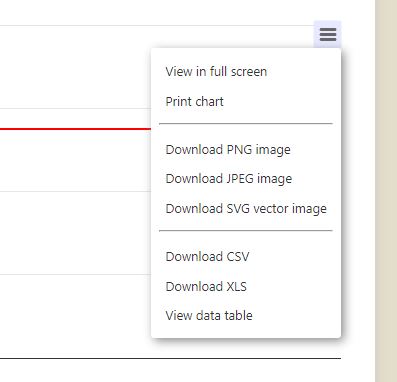 View in full screen
Print chart
Download PNG image
Download JPEG image
Download SVG vector image
Download CSV
Download XLS
View data table